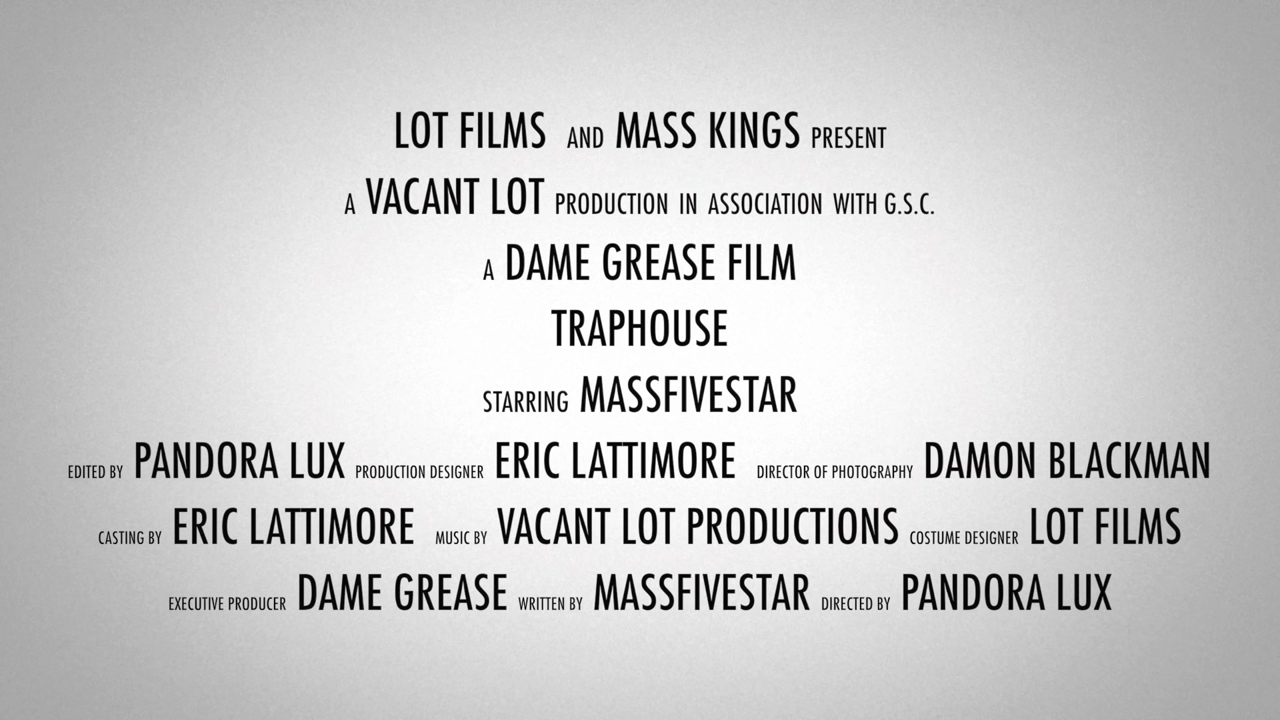 LOT FILMS AND MASS KINGS PRESENT
A VACANT LOT PRODUCTION IN ASSOCIATION WITH G.S.C.
A DAME GREASE FILM
TRAPHOUSE
STARRING MASSFIVESTAR
EDITED BY PANDORA LUX PRODUCTION DESIGNER ERIC LATTIMORE DIRECTOR OF PHOTOGRAPHY DAMON BLACKMAN
CASTING BY ERIC LATTIMORE MUSIC BY VACANT LOT PRODUCTIONS COSTUME DESIGNER LOT FILMS
EXECUTIVE PRODUCER DAME GREASE WRITTEN BY MASSFIVESTAR DIRECTED BY PANDORA LUX